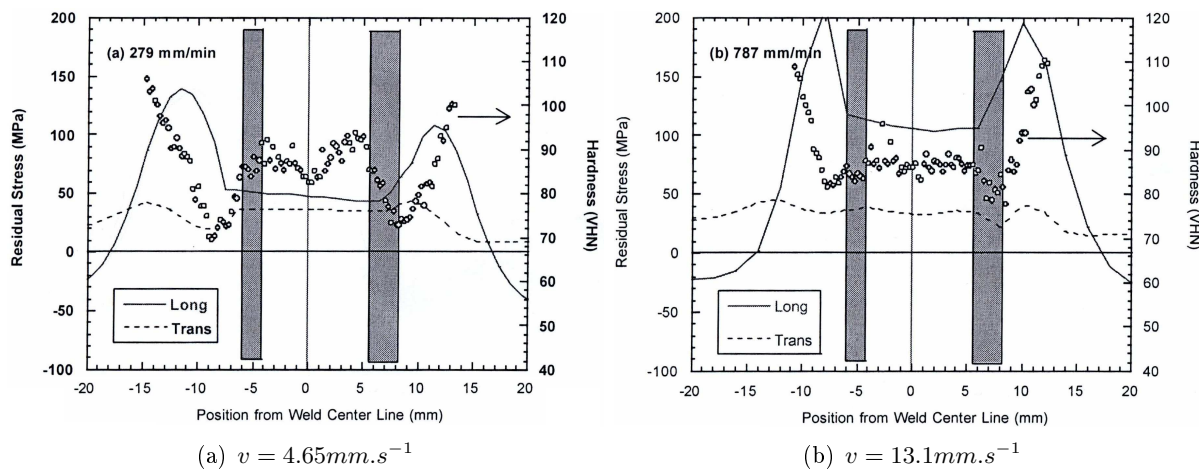 (a) 279 mm/min
Residual Stress (MPa)
200
150
100
50
0
-50
-100
120
110
100
90
80
70
60
50
40
Hardness (VHN)
Long
Trans
-20 -15 -10 -5 0 5 10 15 20
Position from Weld Center Line (mm)
(a) v = 4.65mm.s⁻¹
(b) 787 mm/min
Residual Stress (MPa)
200
150
100
50
0
-50
-100
120
110
100
90
80
70
60
50
40
Hardness (VHN)
Long
Trans
-20 -15 -10 -5 0 5 10 15 20
Position from Weld Center Line (mm)
(b) v = 13.1mm.s⁻¹